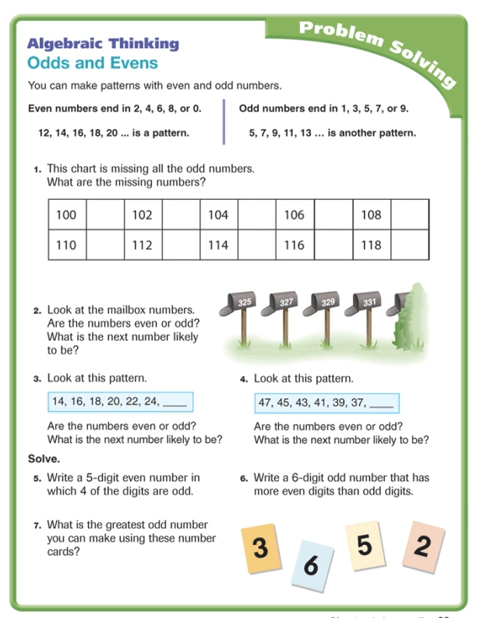 Problem Solving
Algebraic Thinking
Odds and Evens
You can make patterns with even and odd numbers.
Even numbers end in 2, 4, 6, 8, or 0.
12, 14, 16, 18, 20 ... is a pattern.
Odd numbers end in 1, 3, 5, 7, or 9.
5, 7, 9, 11, 13 ... is another pattern.
1. This chart is missing all the odd numbers.
What are the missing numbers?
100 102 104 106 108
110 112 114 116 118
2. Look at the mailbox numbers.
Are the numbers even or odd?
What is the next number likely
to be?
325 327 329 331
3. Look at this pattern.
14, 16, 18, 20, 22, 24, ____
Are the numbers even or odd?
What is the next number likely to be?
4. Look at this pattern.
47, 45, 43, 41, 39, 37, ____
Are the numbers even or odd?
What is the next number likely to be?
Solve.
5. Write a 5-digit even number in
which 4 of the digits are odd.
6. Write a 6-digit odd number that has
more even digits than odd digits.
7. What is the greatest odd number
you can make using these number
cards?
3 6 5 2